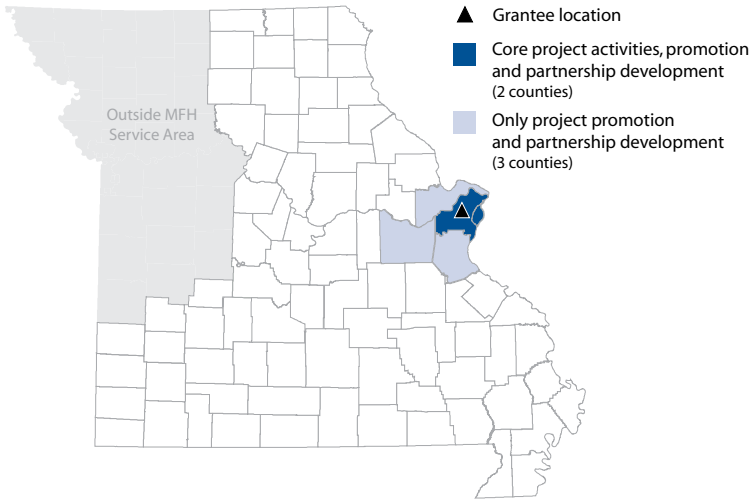 Grantee location
Core project activities, promotion
and partnership development
(2 counties)
Only project promotion
and partnership development
(3 counties)
Outside MFH
Service Area